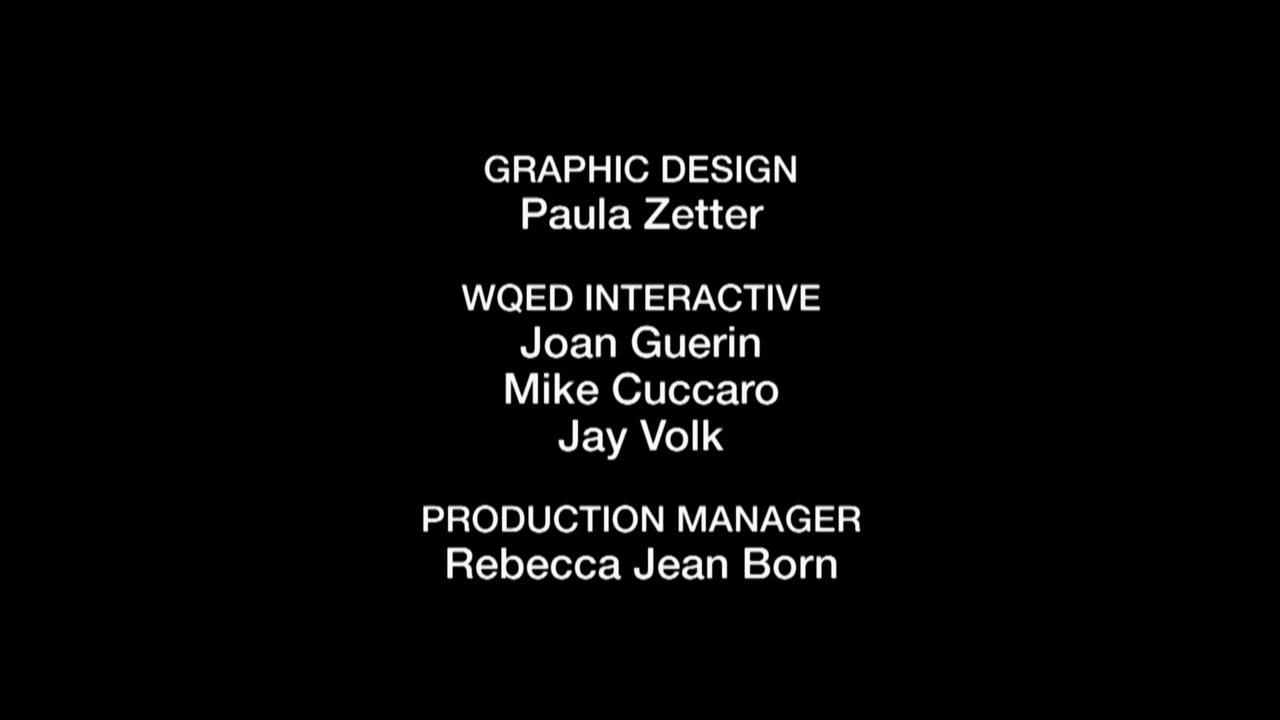 GRAPHIC DESIGN
Paula Zetter
WQED INTERACTIVE
Joan Guerin
Mike Cuccaro
Jay Volk
PRODUCTION MANAGER
Rebecca Jean Born